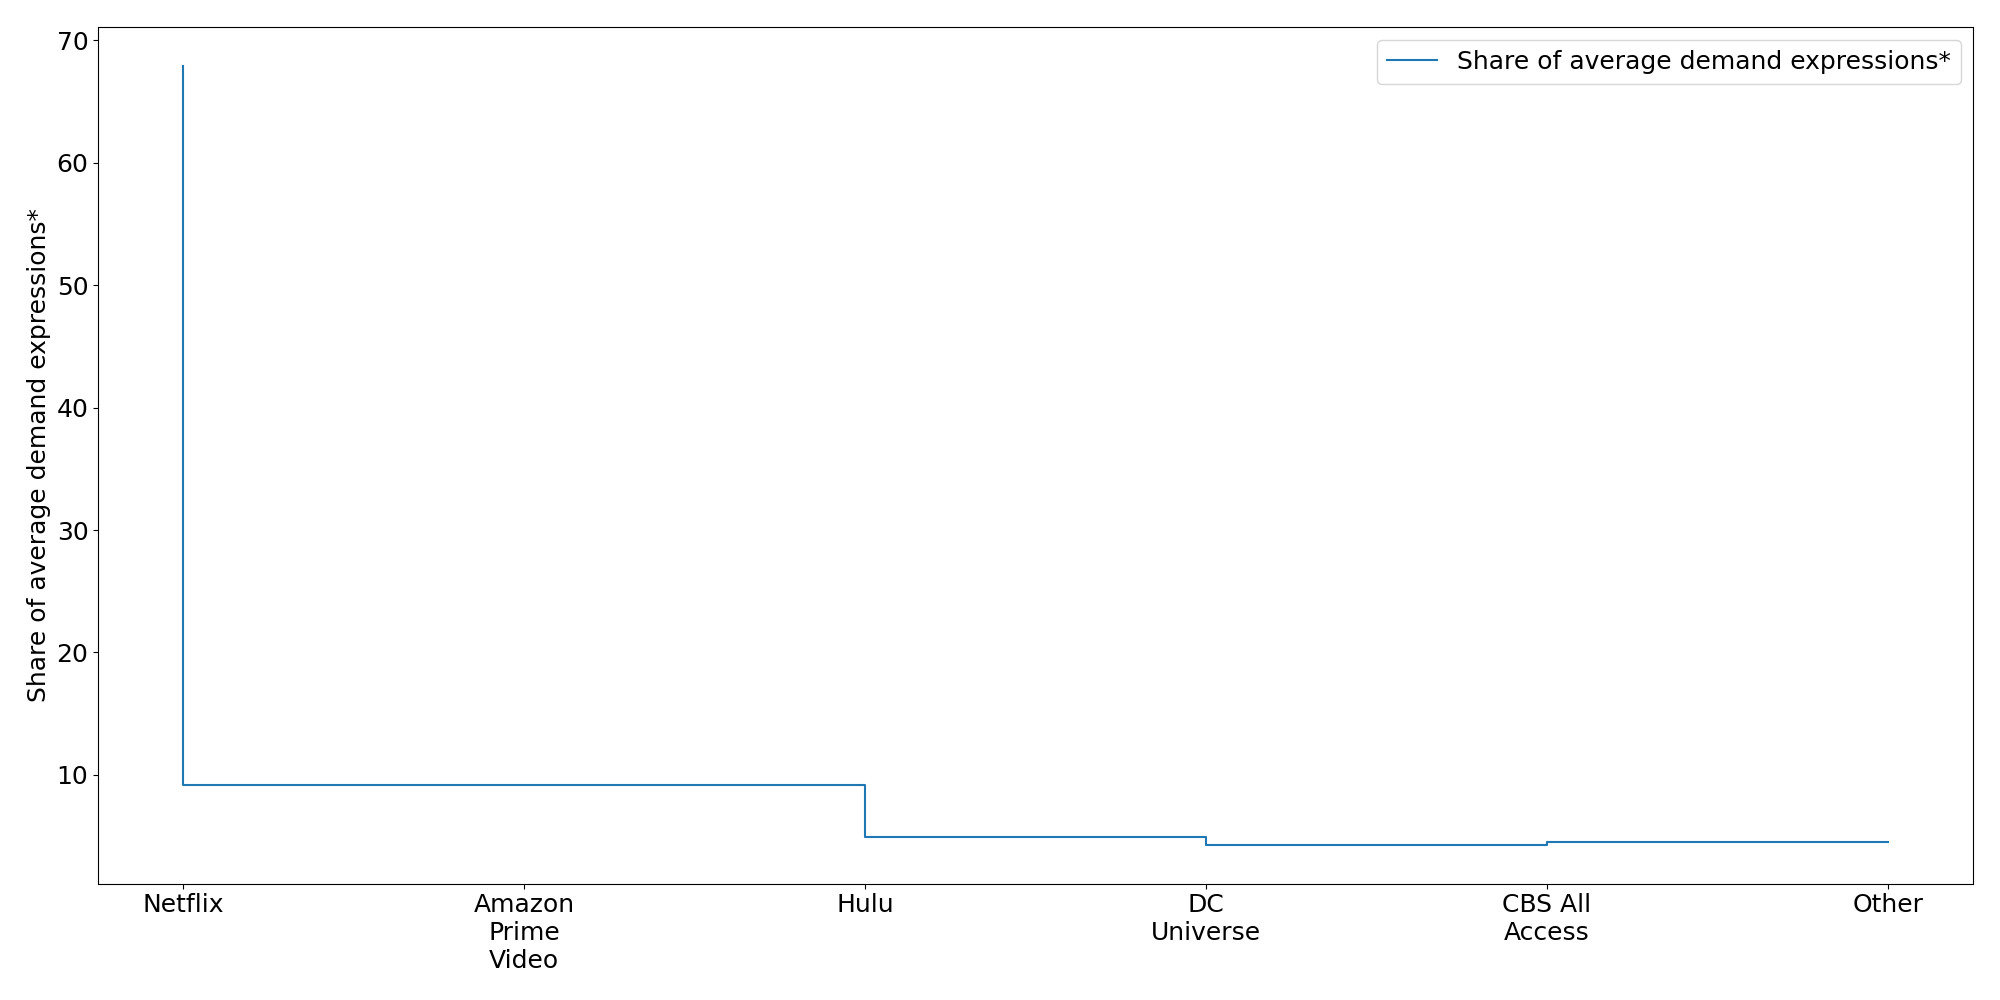 Share of average demand expressions*
Share of average demand expressions*
70
60
50
40
30
20
10
Netflix
Amazon
Prime
Video
Hulu
DC
Universe
CBS All
Access
Other